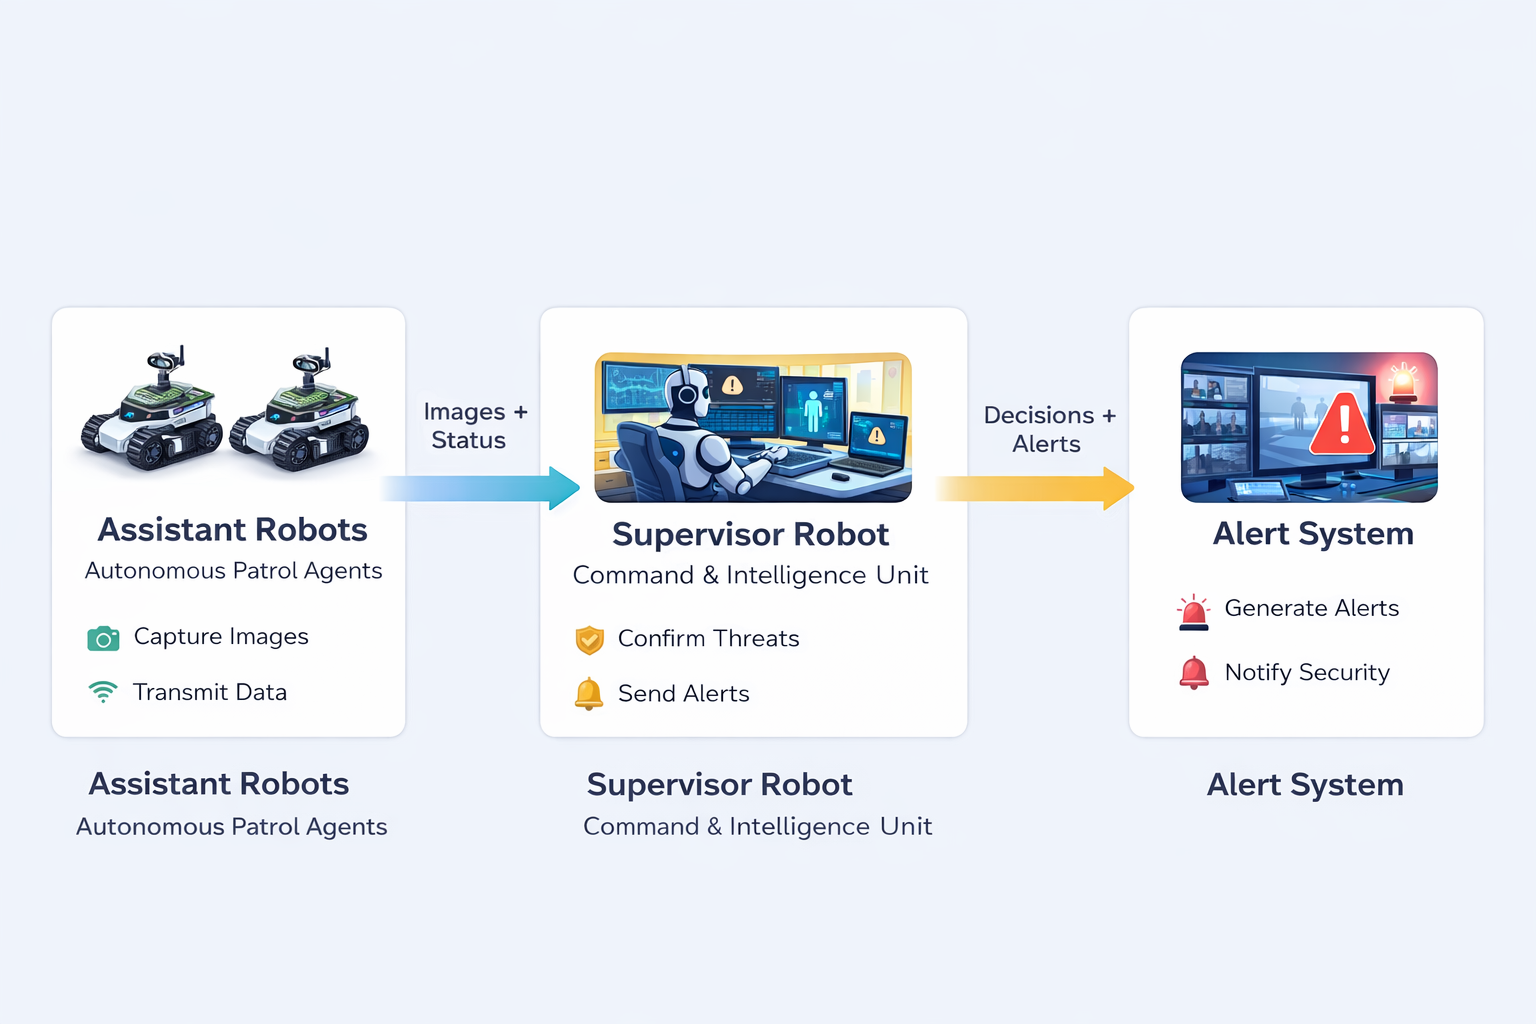 Images +
Status
Decisions +
Alerts
Assistant Robots
Autonomous Patrol Agents
Capture Images
Transmit Data
Supervisor Robot
Command & Intelligence Unit
Confirm Threats
Send Alerts
Alert System
Generate Alerts
Notify Security
Assistant Robots
Autonomous Patrol Agents
Supervisor Robot
Command & Intelligence Unit
Alert System